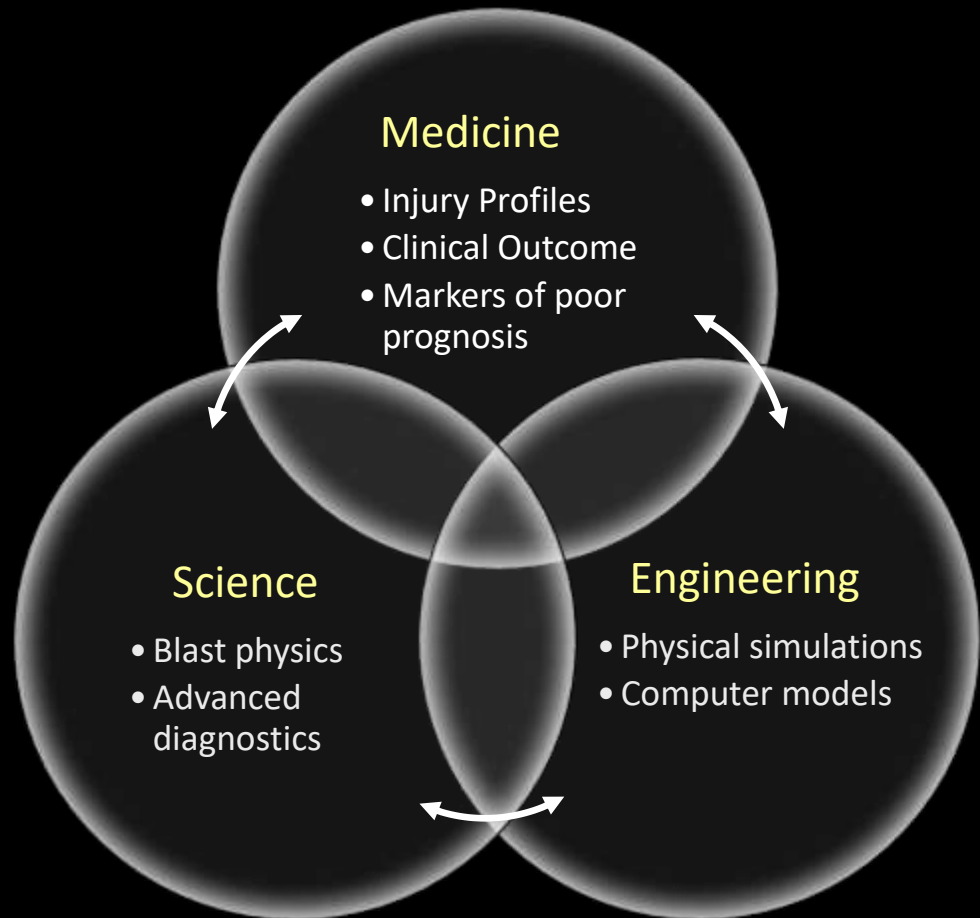 Medicine
• Injury Profiles
• Clinical Outcome
• Markers of poor
prognosis
Science
• Blast physics
• Advanced
diagnostics
Engineering
• Physical simulations
• Computer models